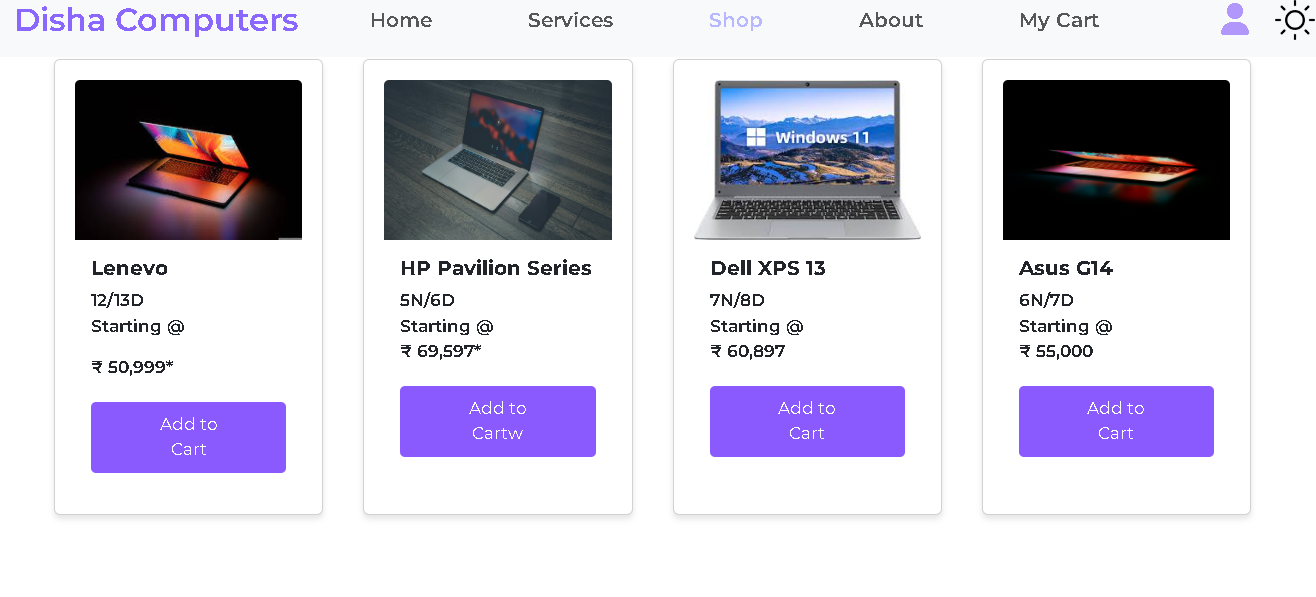 Disha Computers Home Services Shop About My Cart
Windows 11
Lenevo
12/13D
Starting @
₹ 50,999*
Add to
Cart
HP Pavilion Series
5N/6D
Starting @
₹ 69,597*
Add to
Cartw
Dell XPS 13
7N/8D
Starting @
₹ 60,897
Add to
Cart
Asus G14
6N/7D
Starting @
₹ 55,000
Add to
Cart